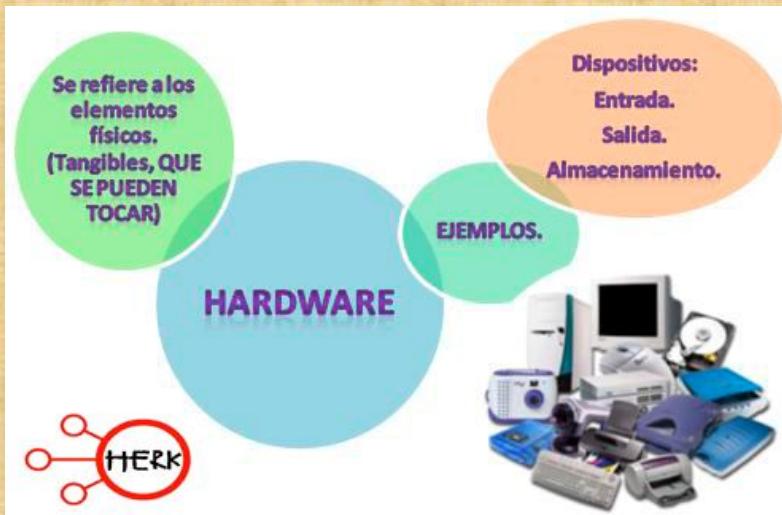 Se refiere a los
elementos
físicos.
(Tangibles, QUE
SE PUEDEN
TOCAR)
HARDWARE
EJEMPLOS.
Dispositivos:
Entrada.
Salida.
Almacenamiento.
HERK